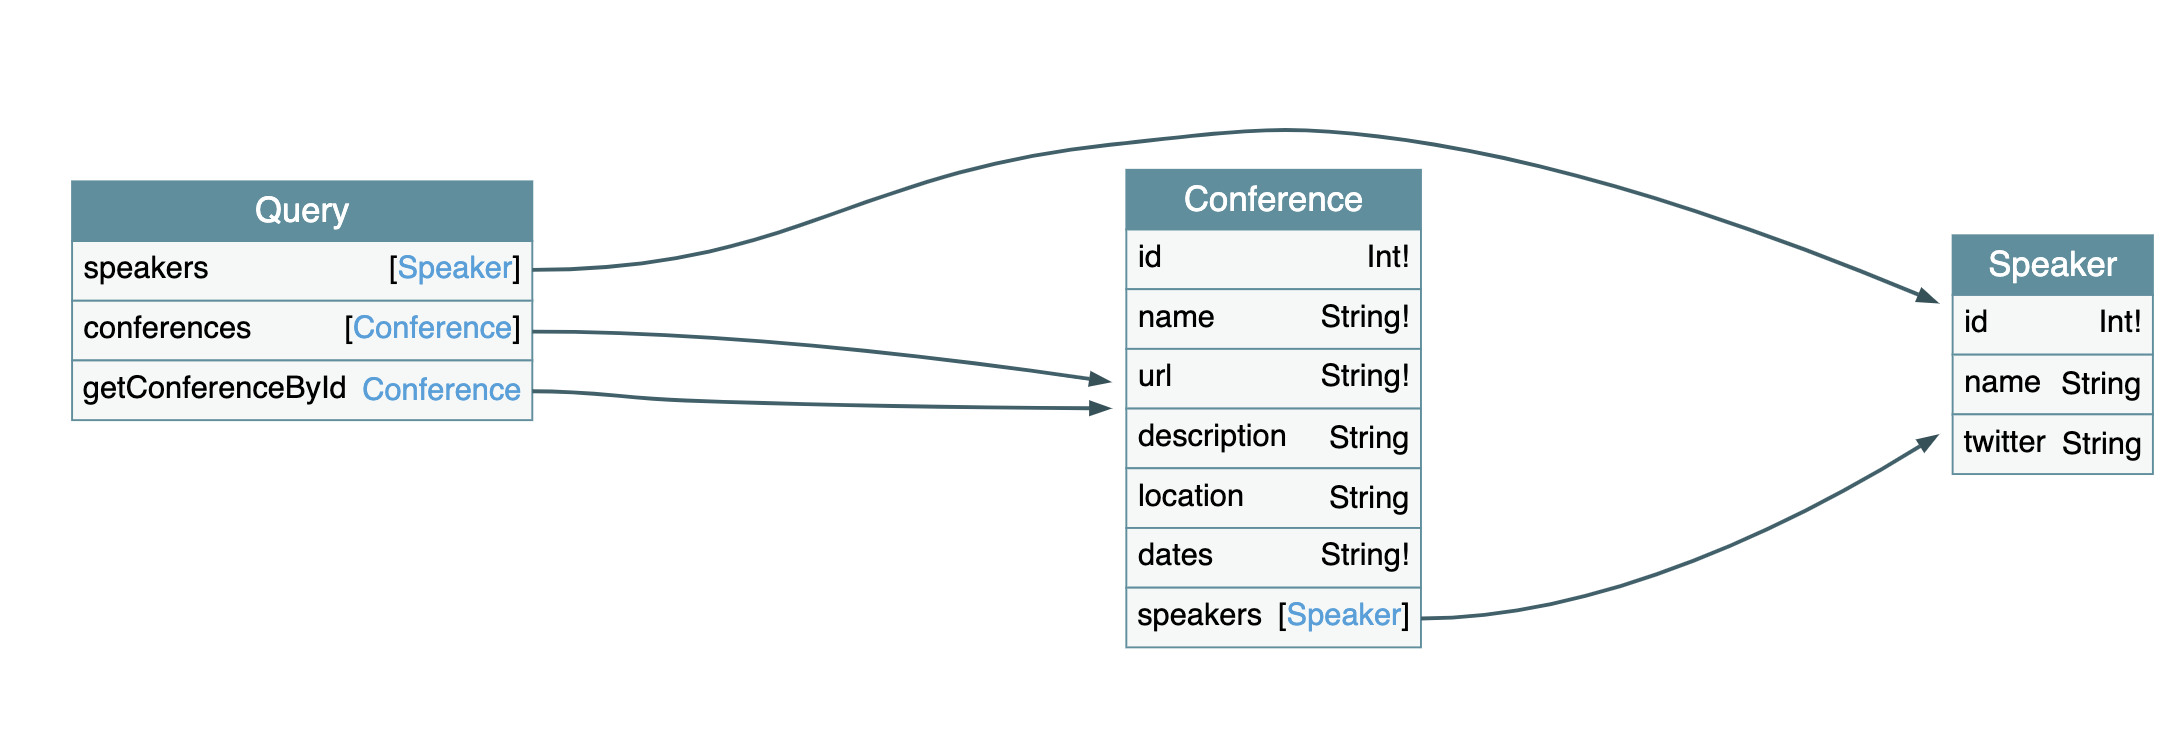 Query
speakers [Speaker]
conferences [Conference]
getConferenceById Conference
Conference
id Int!
name String!
url String!
description String
location String
dates String!
speakers [Speaker]
Speaker
id Int!
name String
twitter String